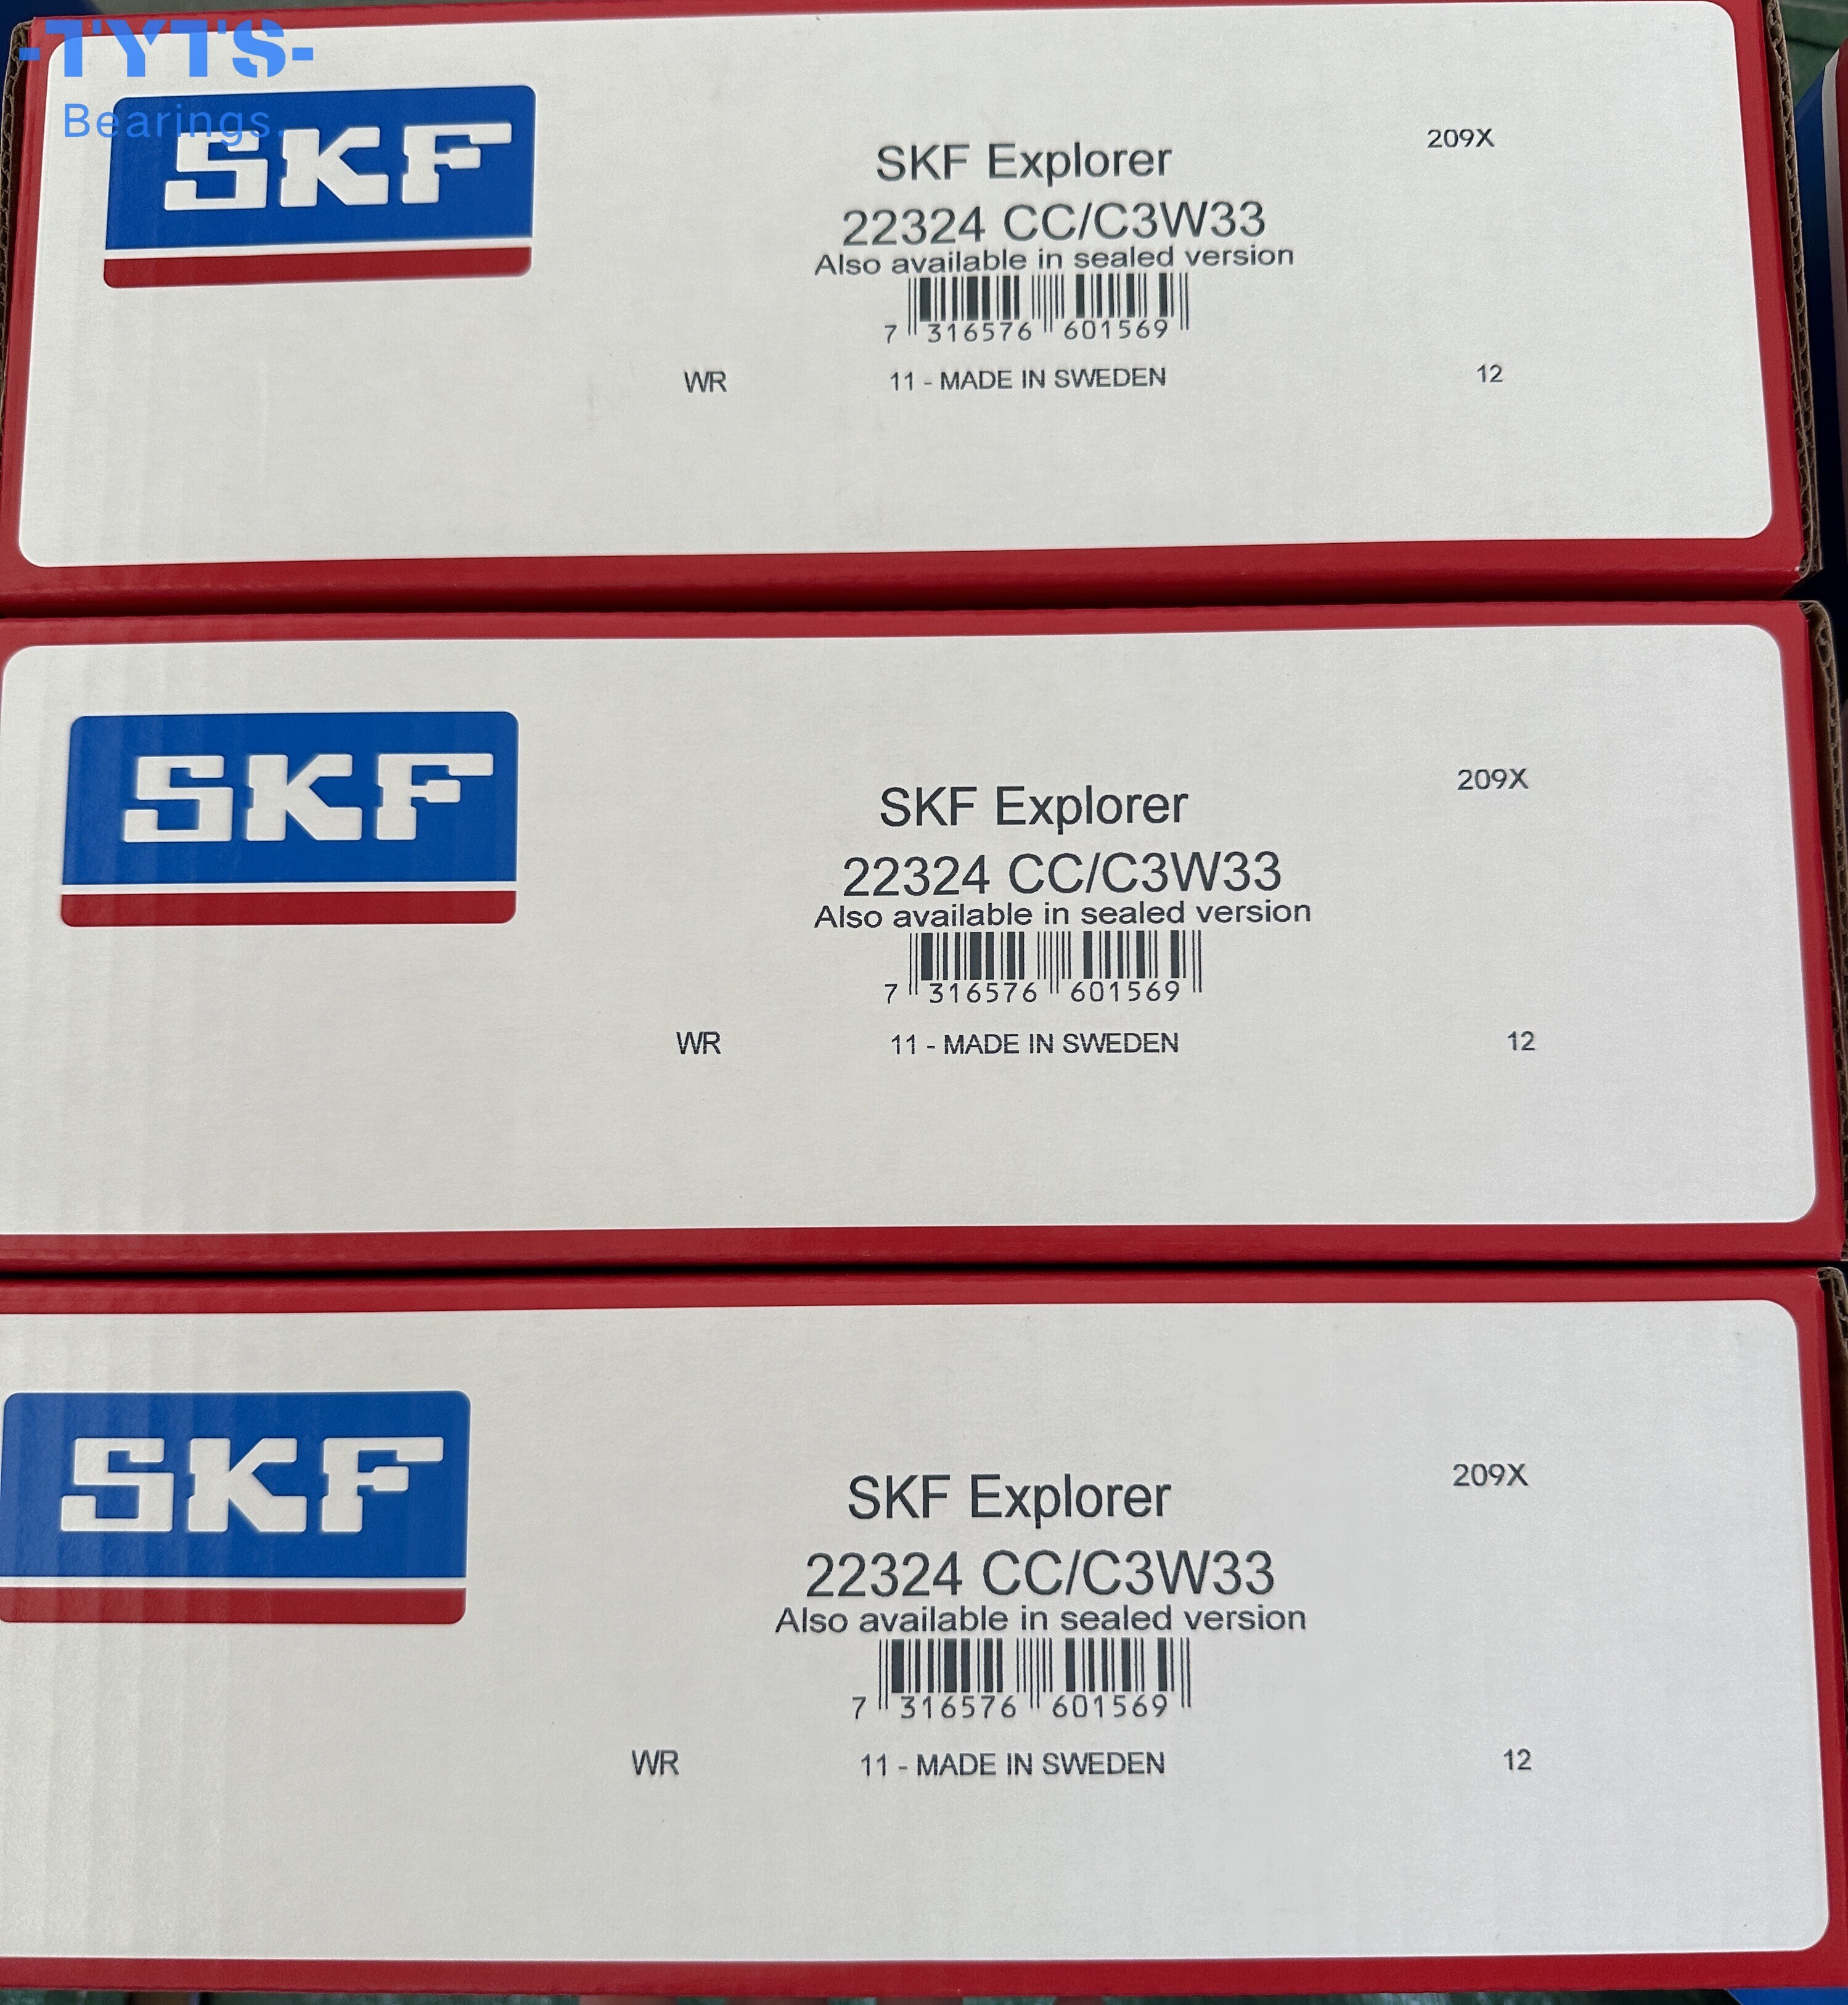 -TYTS-
Bearings.
SKF
SKF Explorer
209X
22324 CC/C3W33
Also available in sealed version
7 316576 601569
WR 11 - MADE IN SWEDEN 12
SKF
SKF Explorer
209X
22324 CC/C3W33
Also available in sealed version
7 316576 601569
WR 11 - MADE IN SWEDEN 12
SKF
SKF Explorer
209X
22324 CC/C3W33
Also available in sealed version
7 316576 601569
WR 11 - MADE IN SWEDEN 12